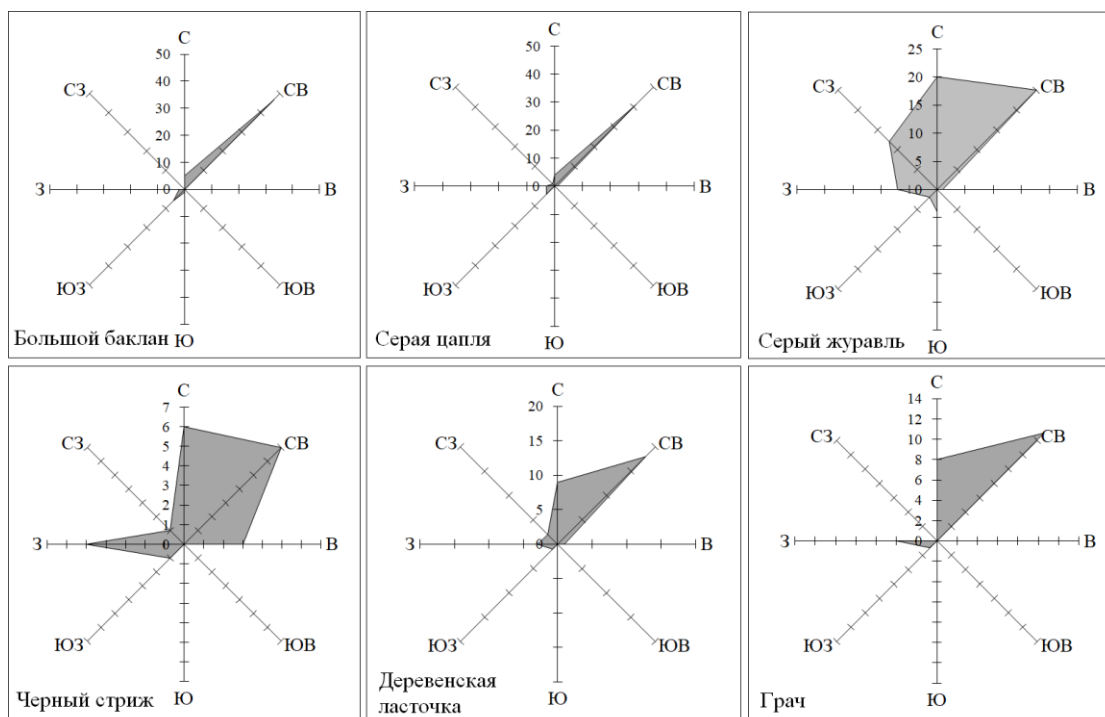 С
50
40
30
20
10
0
СЗ
СВ
З
В
ЮЗ
ЮВ
Ю
Большой баклан
С
50
40
30
20
10
0
СЗ
СВ
З
В
ЮЗ
ЮВ
Ю
Серая цапля
С
25
20
15
10
5
0
СЗ
СВ
З
В
ЮЗ
ЮВ
Ю
Серый журавль
С
7
6
5
4
3
2
1
0
СЗ
СВ
З
В
ЮЗ
ЮВ
Ю
Черный стриж
С
20
15
10
5
0
СЗ
СВ
З
В
ЮЗ
ЮВ
Ю
Деревенская
ласточка
С
14
12
10
8
6
4
2
0
СЗ
СВ
З
В
ЮЗ
ЮВ
Ю
Грач